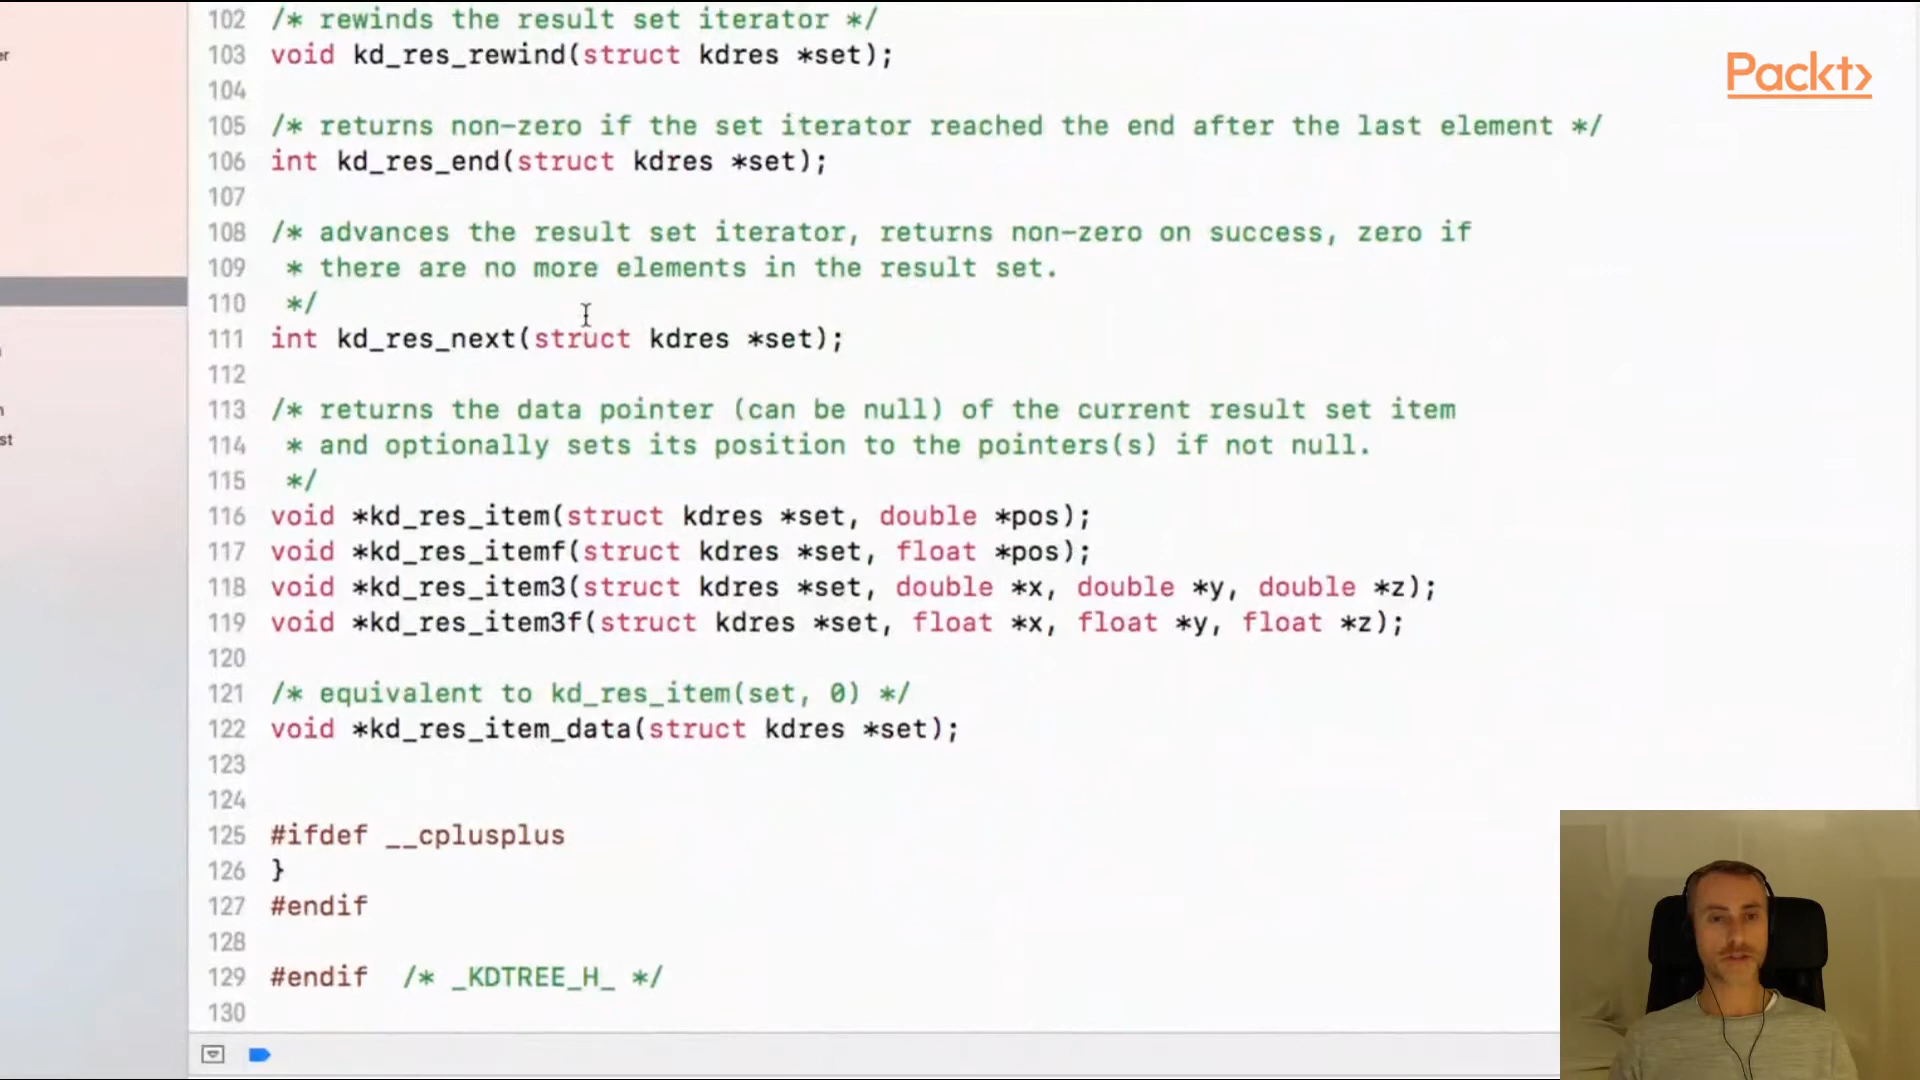 er
n
st
102 /* rewinds the result set iterator */
103 void kd_res_rewind(struct kdres *set);
104
105 /* returns non-zero if the set iterator reached the end after the last element */
106 int kd_res_end(struct kdres *set);
107
108 /* advances the result set iterator, returns non-zero on success, zero if
109 * there are no more elements in the result set.
110 */
111 int kd_res_next(struct kdres *set);
112
113 /* returns the data pointer (can be null) of the current result set item
114 * and optionally sets its position to the pointers(s) if not null.
115 */
116 void *kd_res_item(struct kdres *set, double *pos);
117 void *kd_res_itemf(struct kdres *set, float *pos);
118 void *kd_res_item3(struct kdres *set, double *x, double *y, double *z);
119 void *kd_res_item3f(struct kdres *set, float *x, float *y, float *z);
120
121 /* equivalent to kd_res_item(set, 0) */
122 void *kd_res_item_data(struct kdres *set);
123
124
125 #ifdef __cplusplus
126 }
127 #endif
128
129 #endif /* _KDTREE_H_ */
130
Packt>